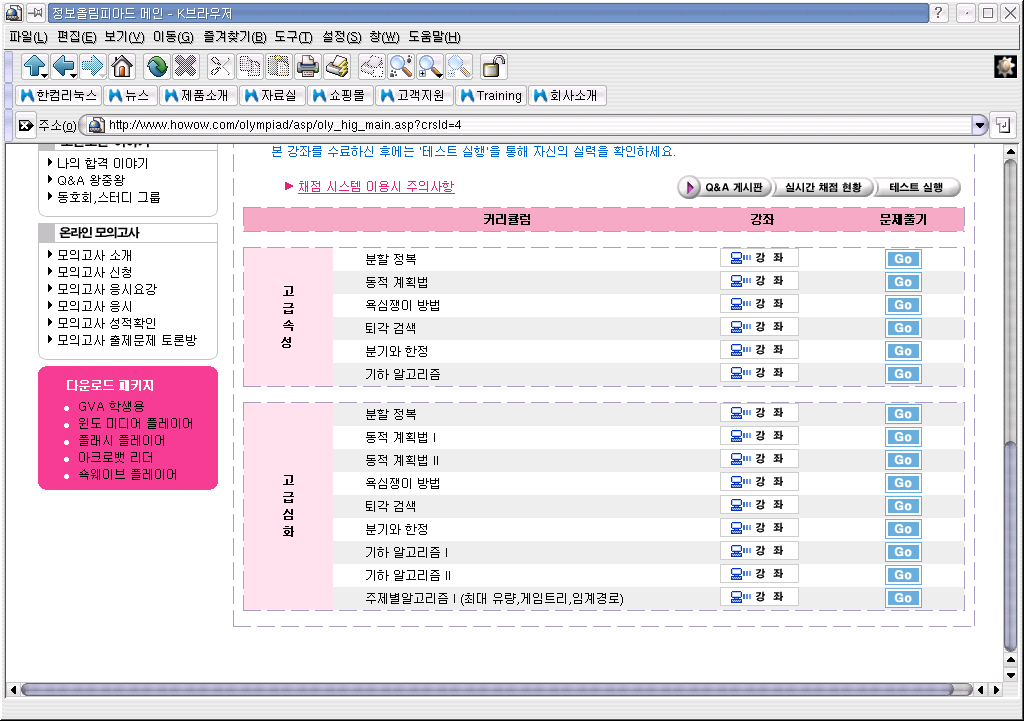 정보올림피아드 메인 - K브라우저
파일(L) 편집(E) 보기(V) 이동(G) 즐겨찾기(B) 도구(T) 설정(S) 창(W) 도움말(H)
한컴리눅스 뉴스 제품소개 자료실 쇼핑몰 고객지원 Training 회사소개
주소(o) http://www.howow.com/olympiad/asp/oly_hig_main.asp?crsId=4
나의 합격 이야기
Q&A 왕중왕
동호회,스터디 그룹
온라인 모의고사
모의고사 소개
모의고사 신청
모의고사 응시요강
모의고사 응시
모의고사 성적확인
모의고사 출제문제 토론방
다운로드 패키지
GVA 학생용
윈도 미디어 플레이어
플래시 플레이어
아크로뱃 리더
쇽웨이브 플레이어
본 강좌를 수료하신 후에는 '테스트 실행'을 통해 자신의 실력을 확인하세요.
채점 시스템 이용시 주의사항
Q&A 게시판 실시간 채점 현황 테스트 실행
커리큘럼 강좌 문제풀기
고급속성
분할 정복 강 좌 Go
동적 계획법 강 좌 Go
욕심쟁이 방법 강 좌 Go
퇴각 검색 강 좌 Go
분기와 한정 강 좌 Go
기하 알고리즘 강 좌 Go
고급심화
분할 정복 강 좌 Go
동적 계획법 I 강 좌 Go
동적 계획법 II 강 좌 Go
욕심쟁이 방법 강 좌 Go
퇴각 검색 강 좌 Go
분기와 한정 강 좌 Go
기하 알고리즘 I 강 좌 Go
기하 알고리즘 II 강 좌 Go
주제별알고리즘 I (최대 유량,게임트리,임계경로) 강 좌 Go